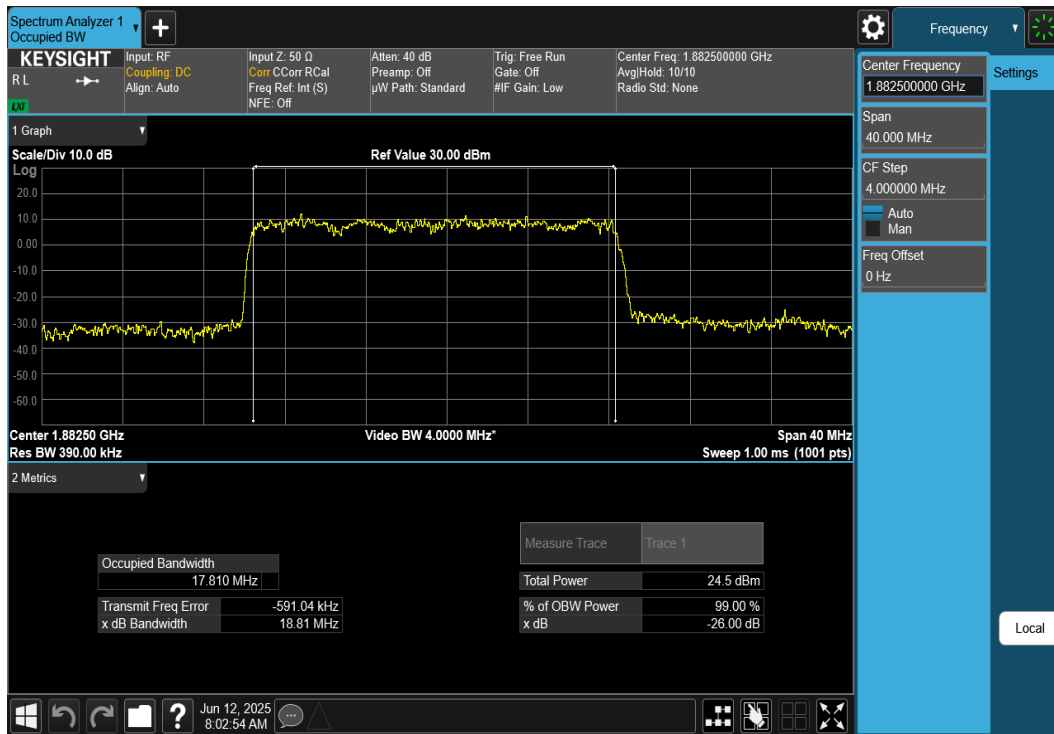 Spectrum Analyzer 1
Occupied BW
+
Frequency
KEYSIGHT
R L
LXI
Input: RF
Coupling: DC
Align: Auto
Input Z: 50 Ω
Corr CCorr RCal
Freq Ref: Int (S)
NFE: Off
Atten: 40 dB
Preamp: Off
µW Path: Standard
Trig: Free Run
Gate: Off
#IF Gain: Low
Center Freq: 1.882500000 GHz
Avg|Hold: 10/10
Radio Std: None
Center Frequency
1.882500000 GHz
Settings
Span
40.000 MHz
CF Step
4.000000 MHz
Auto
Man
Freq Offset
0 Hz
Local
1 Graph
Scale/Div 10.0 dB
Ref Value 30.00 dBm
Log
20.0
10.0
0.00
-10.0
-20.0
-30.0
-40.0
-50.0
-60.0
Center 1.88250 GHz
Video BW 4.0000 MHz*
Span 40 MHz
Res BW 390.00 kHz
Sweep 1.00 ms (1001 pts)
2 Metrics
Measure Trace
Trace 1
Occupied Bandwidth
17.810 MHz
Total Power
24.5 dBm
Transmit Freq Error
-591.04 kHz
% of OBW Power
99.00 %
x dB Bandwidth
18.81 MHz
x dB
-26.00 dB
?
Jun 12, 2025
8:02:54 AM